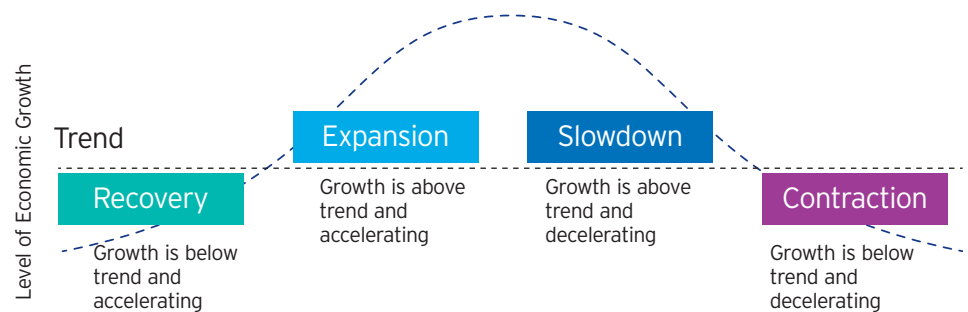 Level of Economic Growth
Trend
Recovery
Growth is below
trend and
accelerating
Expansion
Growth is above
trend and
accelerating
Slowdown
Growth is above
trend and
decelerating
Contraction
Growth is below
trend and
decelerating